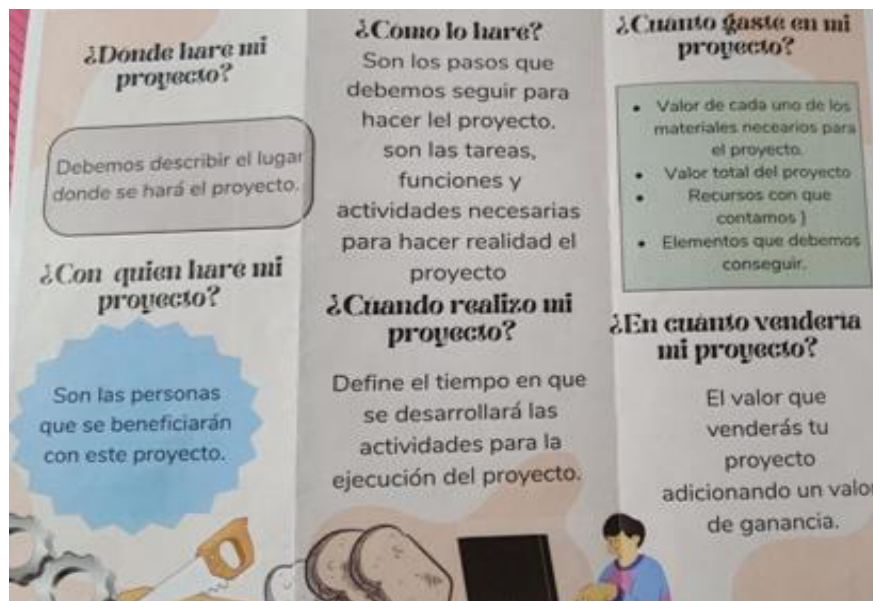 ¿Donde hare mi
proyecto?
Debemos describir el lugar
donde se hará el proyecto.
¿Con quien hare mi
proyecto?
Son las personas
que se beneficiarán
con este proyecto.
¿Como lo hare?
Son los pasos que
debemos seguir para
hacer lel proyecto.
son las tareas,
funciones y
actividades necesarias
para hacer realidad el
proyecto
¿Cuando realizo mi
proyecto?
Define el tiempo en que
se desarrollará las
actividades para la
ejecución del proyecto.
¿Cuánto gaste en mi
proyecto?
• Valor de cada uno de los
materiales necearios para
el proyecto.
• Valor total del proyecto
• Recursos con que
contamos }
• Elementos que debemos
conseguir.
¿En cuánto vendería
mi proyecto?
El valor que
venderás tu
proyecto
adicionando un valor
de ganancia.